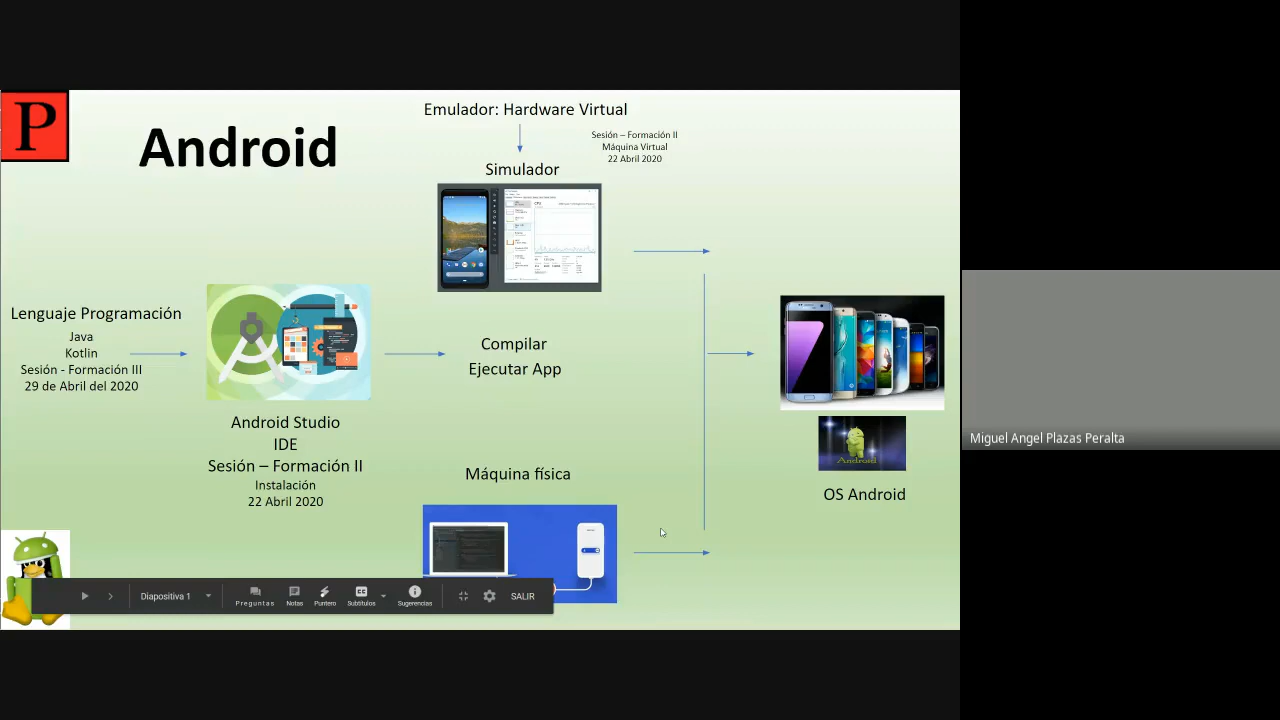 P
Android
Emulador: Hardware Virtual
Sesión – Formación II
Máquina Virtual
22 Abril 2020
Simulador
Lenguaje Programación
Java
Kotlin
Sesión - Formación III
29 de Abril del 2020
Android Studio
IDE
Sesión – Formación II
Instalación
22 Abril 2020
Compilar
Ejecutar App
Máquina física
Android
OS Android
Diapositiva 1
Preguntas
Notas
Puntero
Subtítulos
Sugerencias
SALIR
Miguel Angel Plazas Peralta